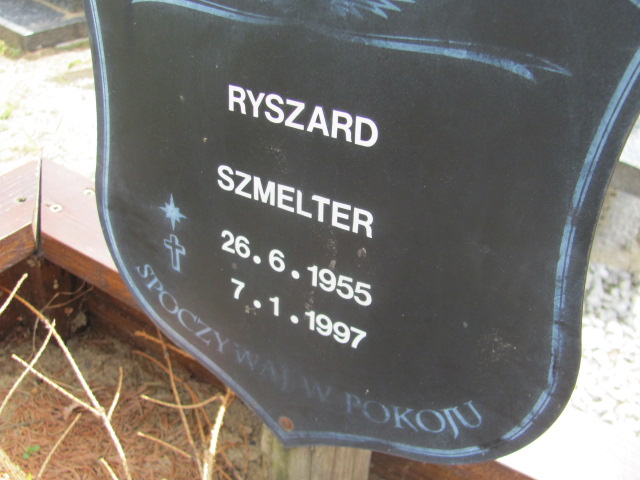 RYSZARD
SZMELTER
26.6.1955
7.1.1997
SPOCZYWAJ W POKOJU